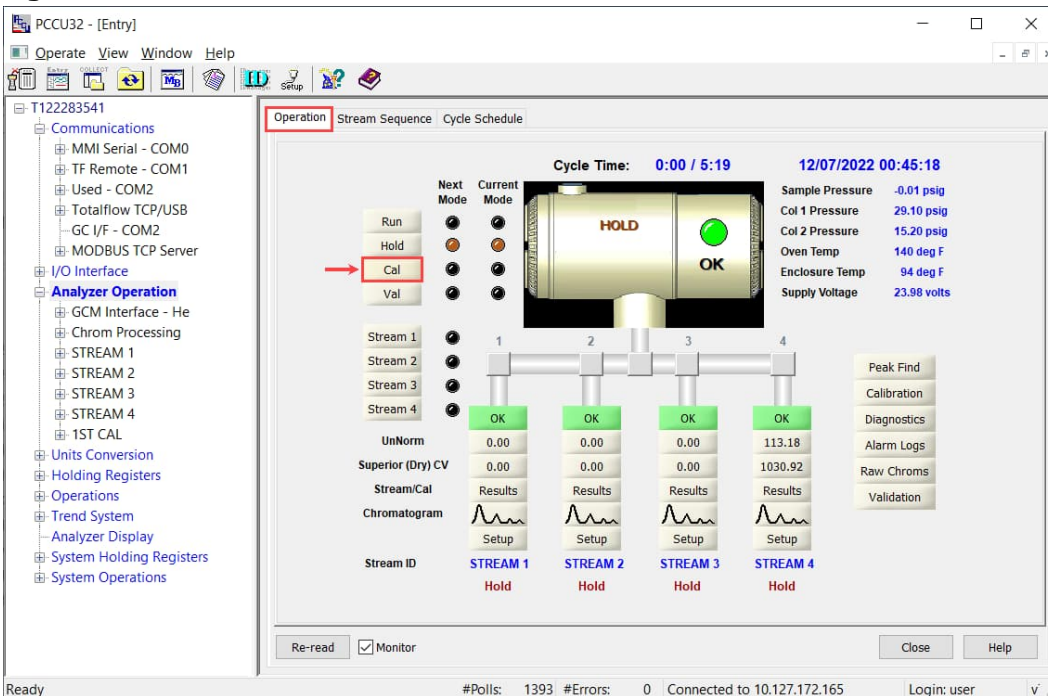 PCCU32 - [Entry]
Operate View Window Help
Entry COLLECT MB Setup
T122283541
Communications
MMI Serial - COM0
TF Remote - COM1
Used - COM2
Totalflow TCP/USB
GC I/F - COM2
MODBUS TCP Server
I/O Interface
Analyzer Operation
GCM Interface - He
Chrom Processing
STREAM 1
STREAM 2
STREAM 3
STREAM 4
1ST CAL
Units Conversion
Holding Registers
Operations
Trend System
Analyzer Display
System Holding Registers
System Operations
Operation Stream Sequence Cycle Schedule
Cycle Time: 0:00 / 5:19 12/07/2022 00:45:18
Next Mode Current Mode
Run
Hold
Cal
Val
HOLD
OK
Sample Pressure -0.01 psig
Col 1 Pressure 29.10 psig
Col 2 Pressure 15.20 psig
Oven Temp 140 deg F
Enclosure Temp 94 deg F
Supply Voltage 23.98 volts
Stream 1
Stream 2
Stream 3
Stream 4
1 2 3 4
OK OK OK OK
UnNorm 0.00 0.00 0.00 113.18
Superior (Dry) CV 0.00 0.00 0.00 1030.92
Stream/Cal Results Results Results Results
Chromatogram
Setup Setup Setup Setup
Stream ID STREAM 1 STREAM 2 STREAM 3 STREAM 4
Hold Hold Hold Hold
Peak Find
Calibration
Diagnostics
Alarm Logs
Raw Chroms
Validation
Re-read Monitor Close Help
Ready #Polls: 1393 #Errors: 0 Connected to 10.127.172.165 Login: user